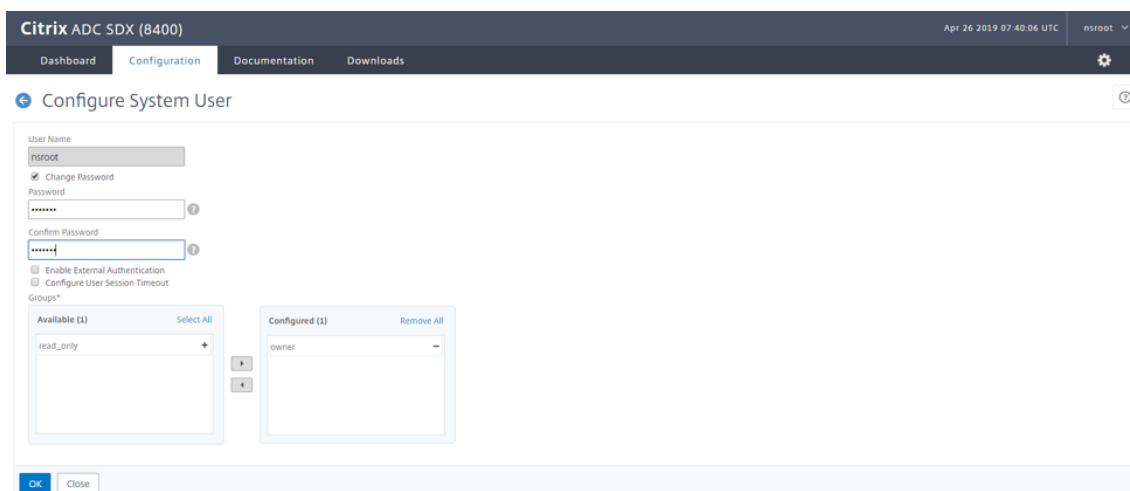 Citrix ADC SDX (8400)
Apr 26 2019 07:40:06 UTC
nsroot
Dashboard Configuration Documentation Downloads
Configure System User
User Name
nsroot
Change Password
Password
•••••••
Confirm Password
•••••••
Enable External Authentication
Configure User Session Timeout
Groups*
Available (1) Select All
Configured (1) Remove All
read_only +
owner −
OK Close